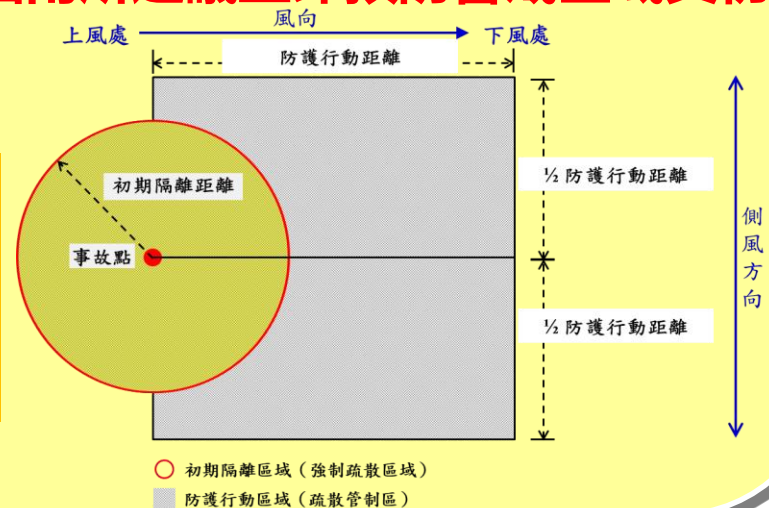 風向
上風處
下風處
防護行動距離
初期隔離距離
½ 防護行動距離
事故點
側風方向
½ 防護行動距離
初期隔離區域（強制疏散區域）
防護行動區域（疏散管制區）